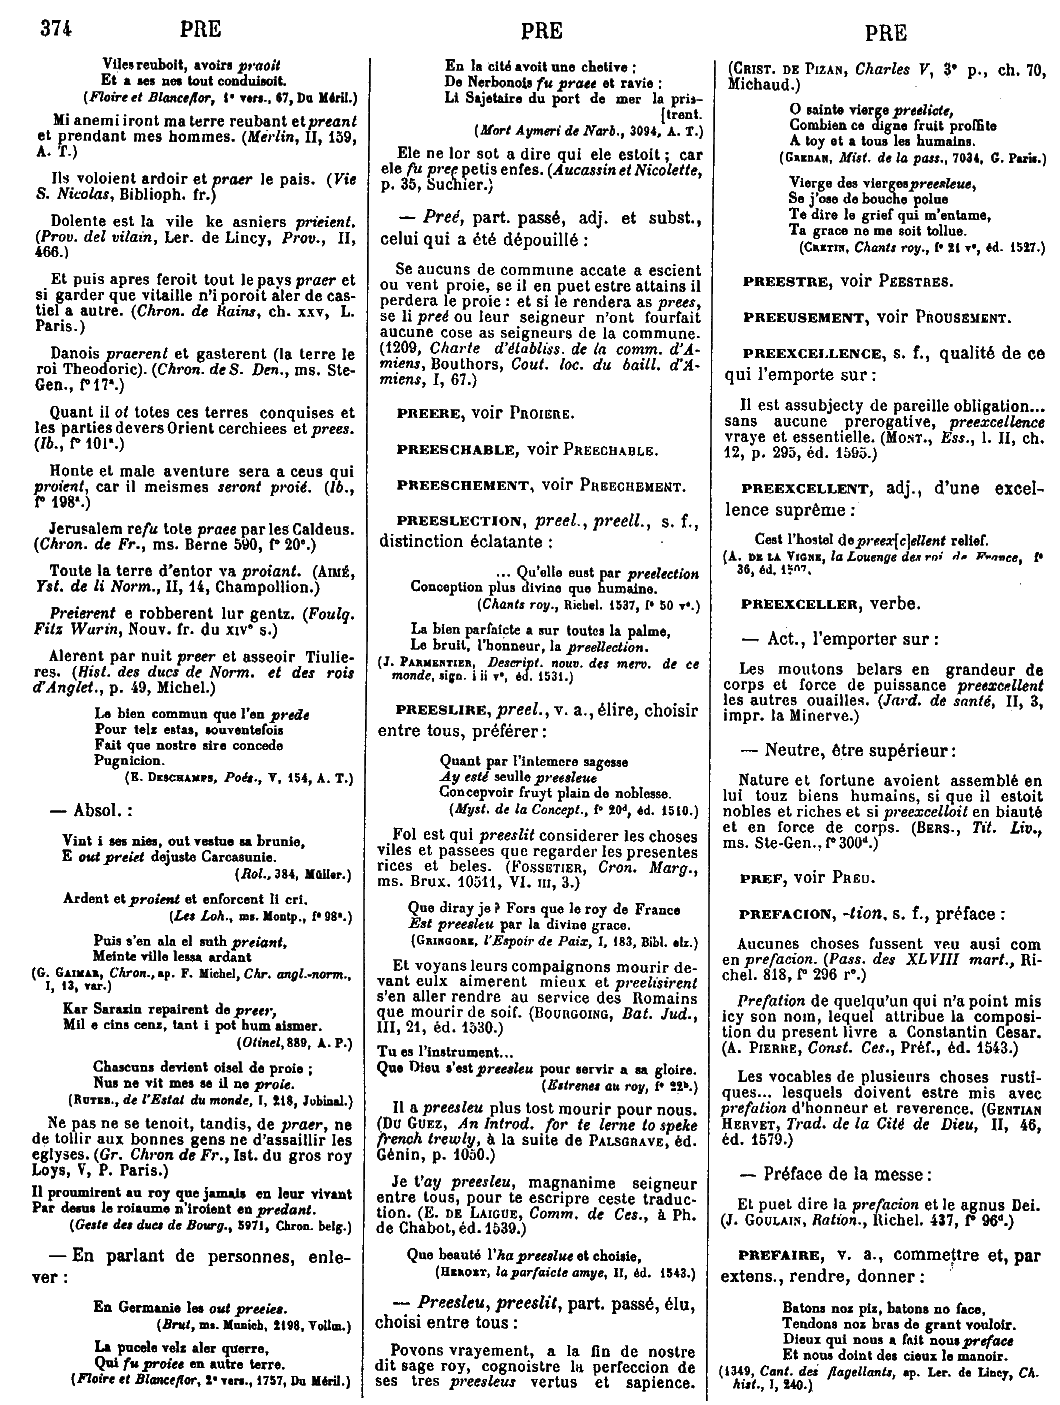 374 PRE PRE PRE
Viles reuboit, avoirs praoit
Et a ses nes tout conduisoit.
(Floire et Blanceflor, 1ᵉ vers., 67, Du Méril.)
Mi anemi iront ma terre reubant et preant
et prendant mes hommes. (Merlin, II, 159,
A. T.)
Ils voloient ardoir et praer le pais. (Vie
S. Nicolas, Biblioph. fr.)
Dolente est la vile ke asniers prieient.
(Prov. del vilain, Ler. de Lincy, Prov., II,
466.)
Et puis apres feroit tout le pays praer et
si garder que vitaille n'i poroit aler de cas-
tiel a autre. (Chron. de Rains, ch. XXV, L.
Paris.)
Danois praerent et gasterent (la terre le
roi Theodoric). (Chron. de S. Den., ms. Ste-
Gen., fº 17ᵃ.)
Quant il ot totes ces terres conquises et
les parties devers Orient cerchiees et prees.
(Ib., fº 101ᵃ.)
Honte et male aventure sera a ceus qui
proient, car il meismes seront proié. (Ib.,
fº 198ᵃ.)
Jerusalem refu tote praee par les Caldeus.
(Chron. de Fr., ms. Berne 590, fº 20ᵃ.)
Toute la terre d'entor va proiant. (AIMÉ,
Yst. de li Norm., II, 14, Champollion.)
Preierent e robberent lur gentz. (Foulq.
Fitz Warin, Nouv. fr. du XIVᵉ s.)
Alerent par nuit preer et asseoir Tiulie-
res. (Hist. des ducs de Norm. et des rois
d'Anglet., p. 49, Michel.)
Le bien commun que l'en prede
Pour telz estas, souventefois
Fait que nostre sire concede
Pugnicion.
(E. DESCHAMPS, Poés., V, 154, A. T.)
— Absol. :
Vint i ses nies, out vestue sa brunie,
E out preiet dejuste Carcasunie.
(Rol., 384, Müller.)
Ardent et proient et enforcent li cri.
(Les Loh., ms. Montp., fº 98ᵃ.)
Puis s'en ala el suth preiant,
Meinte ville lessa ardant
(G. GAIMAR, Chron., ap. F. Michel, Chr. angl.-norm.,
I, 13, var.)
Kar Sarazin repairent de preer,
Mil e cins cenz, tant i pot hum aismer.
(Otinel, 889, A. P.)
Chascuns devient oisel de proie ;
Nus ne vit mes se il ne proie.
(RUTEB., de l'Estat du monde, I, 218, Jubinal.)
Ne pas ne se tenoit, tandis, de praer, ne
de tollir aux bonnes gens ne d'assaillir les
eglyses. (Gr. Chron de Fr., Ist. du gros roy
Loys, V, P. Paris.)
Il proumirent au roy que jamais en leur vivant
Par desus le roiaume n'iroient en predant.
(Geste des ducs de Bourg., 5971, Chron. belg.)
— En parlant de personnes, enle-
ver :
En Germanie les out preeies.
(Brut, ms. Munich, 2198, Vollm.)
La pucele velz aler querre,
Qui fu proiee en autre terre.
(Floire et Blanceflor, 2ᵉ vers., 1757, Du Méril.)
En la cité avoit une chetive :
De Nerbonois fu praee et ravie :
Li Sajetaire du port de mer la pris-
[trent.
(Mort Aymeri de Narb., 3094, A. T.)
Ele ne lor sot a dire qui ele estoit ; car
ele fu pree petis enfes. (Aucassin et Nicolette,
p. 35, Suchier.)
— Preé, part. passé, adj. et subst.,
celui qui a été dépouillé :
Se aucuns de commune accate a escient
ou vent proie, se il en puet estre attains il
perdera le proie : et si le rendera as prees,
se li preé ou leur seigneur n'ont fourfait
aucune cose as seigneurs de la commune.
(1209, Charte d'établiss. de la comm. d'A-
miens, Bouthors, Cout. loc. du baill. d'A-
miens, I, 67.)
PREERE, voir PROIERE.
PREESCHABLE, voir PREECHABLE.
PREESCHEMENT, voir PREECHEMENT.
PREESLECTION, preel., preell., s. f.,
distinction éclatante :
... Qu'elle eust par preelection
Conception plus divine que humaine.
(Chants roy., Richel. 1537, fº 50 vº.)
La bien parfaicte a sur toutes la palme,
Le bruit, l'honneur, la preellection.
(J. PARMENTIER, Descript. nouv. des merv. de ce
monde, sign. i ii vº, éd. 1531.)
PREESLIRE, preel., v. a., élire, choisir
entre tous, préférer :
Quant par l'intemere sagesse
Ay esté seulle preesleue
Concepvoir fruyt plain de noblesse.
(Myst. de la Concept., fº 20ᵈ, éd. 1510.)
Fol est qui preeslit considerer les choses
viles et passees que regarder les presentes
rices et beles. (FOSSETIER, Cron. Marg.,
ms. Brux. 10511, VI. III, 3.)
Que diray je ? Fors que le roy de France
Est preesleu par la divine grace.
(GRINGORE, l'Espoir de Paix, I, 183, Bibl. elz.)
Et voyans leurs compaignons mourir de-
vant eulx aimerent mieux et preelisirent
s'en aller rendre au service des Romains
que mourir de soif. (BOURGOING, Bat. Jud.,
III, 21, éd. 1530.)
Tu es l'instrument...
Que Dieu s'est preesleu pour servir a sa gloire.
(Estrenes au roy, fº 22ᵇ.)
Il a preesleu plus tost mourir pour nous.
(DU GUEZ, An Introd. for te lerne to speke
french trewly, à la suite de PALSGRAVE, éd.
Génin, p. 1050.)
Je t'ay preesleu, magnanime seigneur
entre tous, pour te escripre ceste traduc-
tion. (E. DE LAIGUE, Comm. de Ces., à Ph.
de Chabot, éd. 1539.)
Que beauté l'ha preeslue et choisie,
(HEROET, la parfaicte amye, II, éd. 1543.)
— Preesleu, preeslit, part. passé, élu,
choisi entre tous :
Povons vrayement, a la fin de nostre
dit sage roy, cognoistre la perfeccion de
ses tres preesleus vertus et sapience.
(CRIST. DE PIZAN, Charles V, 3ᵉ p., ch. 70,
Michaud.)
O sainte vierge preelicte,
Combien ce digne fruit proffite
A toy et a tous les humains.
(GREBAN, Mist. de la pass., 7034, G. Paris.)
Vierge des vierges preesleue,
Se j'ose de bouche polue
Te dire le grief qui m'entame,
Ta grace ne me soit tollue.
(CRETIN, Chants roy., fº 21 vº, éd. 1527.)
PREESTRE, voir PEESTRES.
PREEUSEMENT, voir PROUSEMENT.
PREEXCELLENCE, s. f., qualité de ce
qui l'emporte sur :
Il est assubjecty de pareille obligation...
sans aucune prerogative, preexcellence
vraye et essentielle. (MONT., Ess., l. II, ch.
12, p. 295, éd. 1595.)
PREEXCELLENT, adj., d'une excel-
lence suprême :
Cest l'hostel de preex[c]ellent relief.
(A. DE LA VIGNE, la Louenge des roi de France, fº
36, éd.
PREEXCELLER, verbe.
— Act., l'emporter sur :
Les moutons belars en grandeur de
corps et force de puissance preexcellent
les autres ouailles. (Jard. de santé, II, 3,
impr. la Minerve.)
— Neutre, être supérieur :
Nature et fortune avoient assemblé en
lui touz biens humains, si que il estoit
nobles et riches et si preexcelloit en biauté
et en force de corps. (BERS., Tit. Liv.,
ms. Ste-Gen., fº 300ᵈ.)
PREF, voir PREU.
PREFACION, -tion, s. f., préface :
Aucunes choses fussent veu ausi com
en prefacion. (Pass. des XLVIII mart., Ri-
chel. 818, fº 296 rº.)
Prefation de quelqu'un qui n'a point mis
icy son nom, lequel attribue la composi-
tion du present livre a Constantin Cesar.
(A. PIERRE, Const. Ces., Préf., éd. 1543.)
Les vocables de plusieurs choses rusti-
ques... lesquels doivent estre mis avec
prefation d'honneur et reverence. (GENTIAN
HERVET, Trad. de la Cité de Dieu, II, 46,
éd. 1579.)
— Préface de la messe :
Et puet dire la prefacion et le agnus Dei.
(J. GOULAIN, Ration., Richel. 437, fº 96ᵈ.)
PREFAIRE, v. a., commettre et, par
extens., rendre, donner :
Batons noz piz, batons no face,
Tendons noz bras de grant vouloir.
Dieux qui nous a fait nous preface
Et nous doint des cieux le manoir.
(1349, Cant. des flagellants, ap. Ler. de Lincy, Ch.
hist., I, 240.)